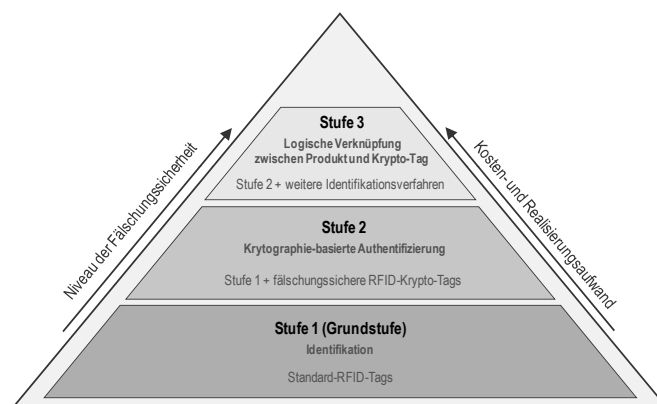 Stufe 3
Logische Verknüpfung
zwischen Produkt und Krypto-Tag
Stufe 2 + weitere Identifikationsverfahren
Stufe 2
Krytographie-basierte Authentifizierung
Stufe 1 + fälschungssichere RFID-Krypto-Tags
Stufe 1 (Grundstufe)
Identifikation
Standard-RFID-Tags
Niveau der Fälschungssicherheit
Kosten- und Realisierungsaufwand